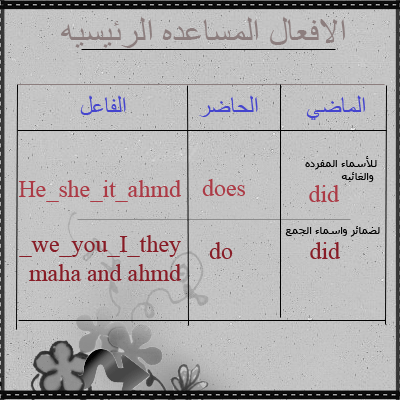 الافعال المساعده الرئيسيه
الماضي الحاضر الفاعل
للأسماء المفرده
والغائبه
He_she_it_ahmd does did
لضمائر واسماء الجمع
_we_you_I_they
maha and ahmd do did